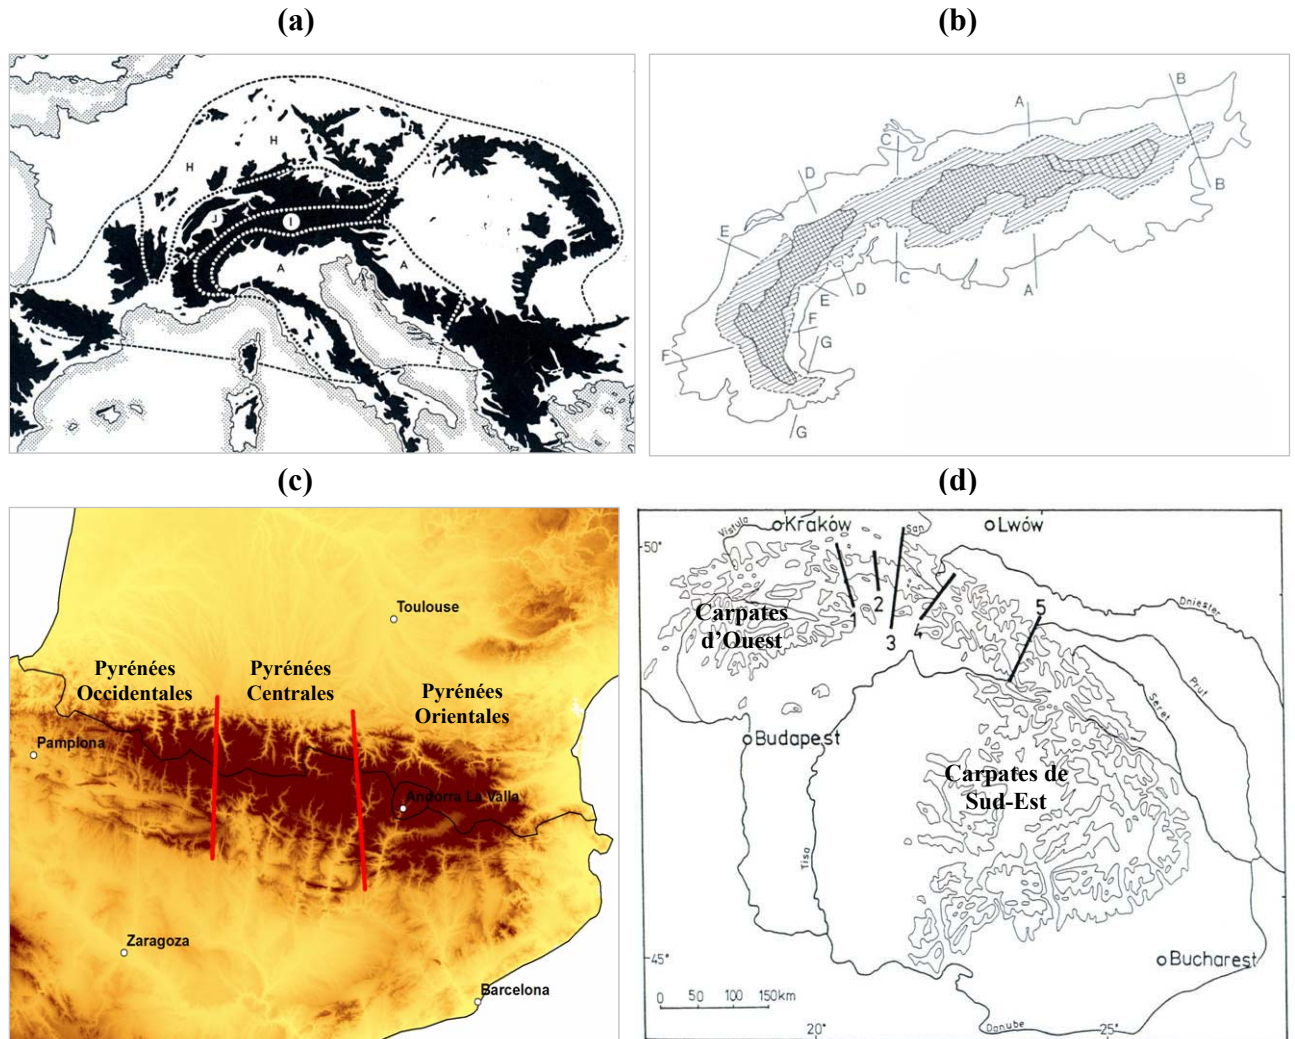 (a)
(b)
H
H
J
I
A
A
B
A
C
D
E
B
A
C
D
E
F
G
F
G
(c)
(d)
Toulouse
Pyrénées
Occidentales
Pyrénées
Centrales
Pyrénées
Orientales
Pamplona
Andorra La Valla
Zaragoza
Barcelona
Vistula
Kraków
San
Lwów
50°
Carpates
d'Ouest
1
2
3
4
5
Dniester
Prut
Seret
Budapest
Tisa
Carpates de
Sud-Est
45°
Bucharest
0 50 100 150km
Danube
20°
25°